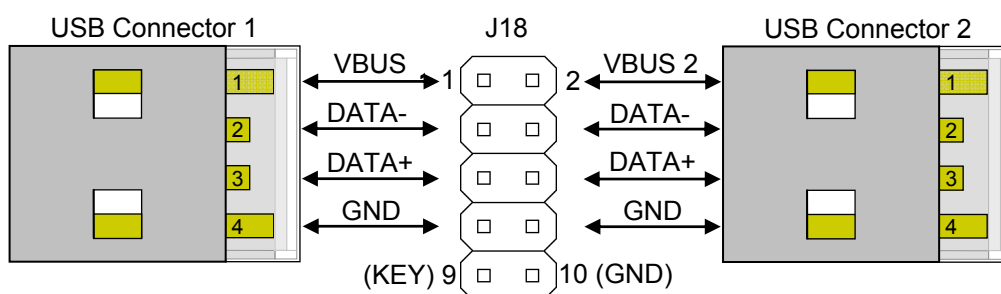 USB Connector 1 J18 USB Connector 2
1 VBUS 1 2 VBUS 2 1
2 DATA- DATA- 2
3 DATA+ DATA+ 3
4 GND GND 4
(KEY) 9 10 (GND)